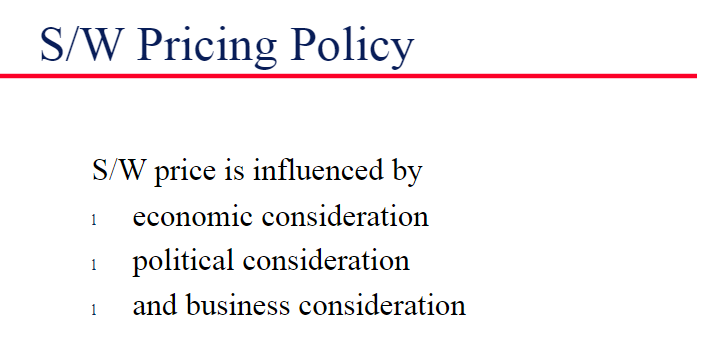 S/W Pricing Policy
S/W price is influenced by
l economic consideration
l political consideration
l and business consideration